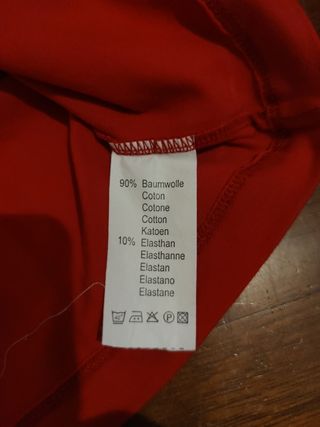 90% Baumwolle
Coton
Cotone
Cotton
Katoen
10% Elasthan
Elasthanne
Elastan
Elastano
Elastane